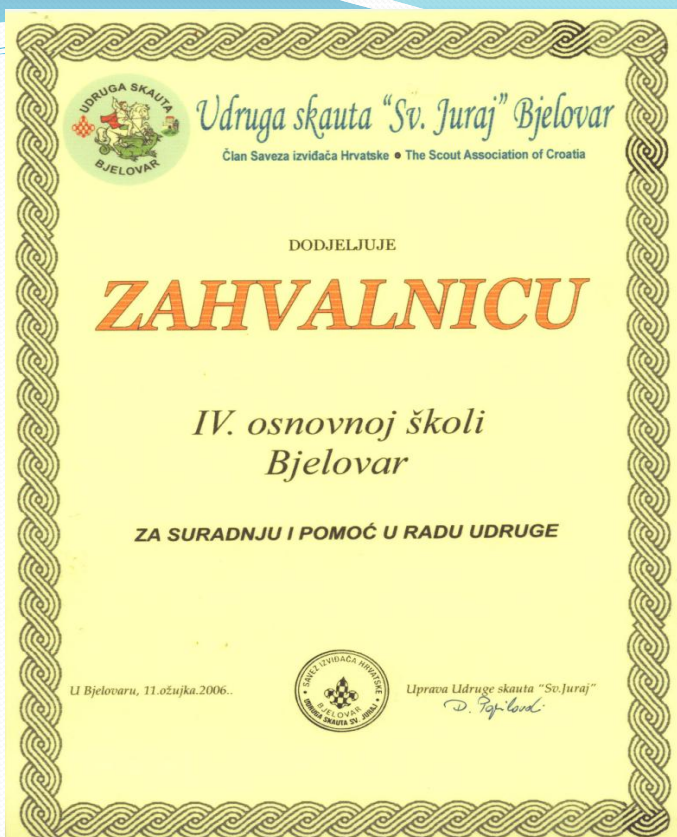 UDRUGA SKAUTA
BJELOVAR
Udruga skauta "Sv. Juraj" Bjelovar
Član Saveza izviđača Hrvatske • The Scout Association of Croatia
DODJELJUJE
ZAHVALNICU
IV. osnovnoj školi
Bjelovar
ZA SURADNJU I POMOĆ U RADU UDRUGE
U Bjelovaru, 11.ožujka.2006..
SAVEZ IZVIĐAČA HRVATSKE
BJELOVAR
UDRUGA SKAUTA SV. JURAJ
Uprava Udruge skauta "Sv.Juraj"
D.